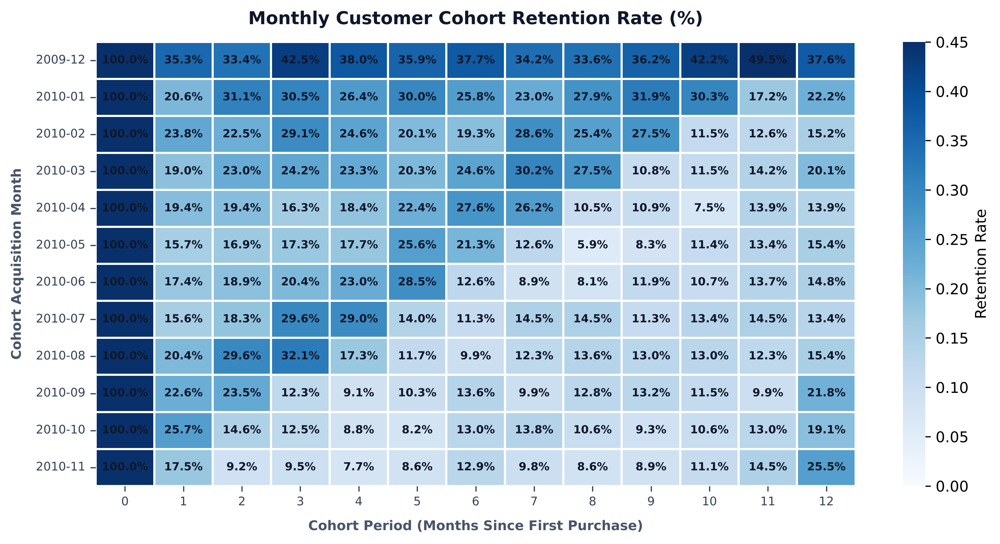 Monthly Customer Cohort Retention Rate (%)
Cohort Acquisition Month
2009-12 100.0% 35.3% 33.4% 42.5% 38.0% 35.9% 37.7% 34.2% 33.6% 36.2% 42.2% 49.5% 37.6%
2010-01 100.0% 20.6% 31.1% 30.5% 26.4% 30.0% 25.8% 23.0% 27.9% 31.9% 30.3% 17.2% 22.2%
2010-02 100.0% 23.8% 22.5% 29.1% 24.6% 20.1% 19.3% 28.6% 25.4% 27.5% 11.5% 12.6% 15.2%
2010-03 100.0% 19.0% 23.0% 24.2% 23.3% 20.3% 24.6% 30.2% 27.5% 10.8% 11.5% 14.2% 20.1%
2010-04 100.0% 19.4% 19.4% 16.3% 18.4% 22.4% 27.6% 26.2% 10.5% 10.9% 7.5% 13.9% 13.9%
2010-05 100.0% 15.7% 16.9% 17.3% 17.7% 25.6% 21.3% 12.6% 5.9% 8.3% 11.4% 13.4% 15.4%
2010-06 100.0% 17.4% 18.9% 20.4% 23.0% 28.5% 12.6% 8.9% 8.1% 11.9% 10.7% 13.7% 14.8%
2010-07 100.0% 15.6% 18.3% 29.6% 29.0% 14.0% 11.3% 14.5% 14.5% 11.3% 13.4% 14.5% 13.4%
2010-08 100.0% 20.4% 29.6% 32.1% 17.3% 11.7% 9.9% 12.3% 13.6% 13.0% 13.0% 12.3% 15.4%
2010-09 100.0% 22.6% 23.5% 12.3% 9.1% 10.3% 13.6% 9.9% 12.8% 13.2% 11.5% 9.9% 21.8%
2010-10 100.0% 25.7% 14.6% 12.5% 8.8% 8.2% 13.0% 13.8% 10.6% 9.3% 10.6% 13.0% 19.1%
2010-11 100.0% 17.5% 9.2% 9.5% 7.7% 8.6% 12.9% 9.8% 8.6% 8.9% 11.1% 14.5% 25.5%
0 1 2 3 4 5 6 7 8 9 10 11 12
Cohort Period (Months Since First Purchase)
0.45
0.40
0.35
0.30
0.25
0.20
0.15
0.10
0.05
0.00
Retention Rate